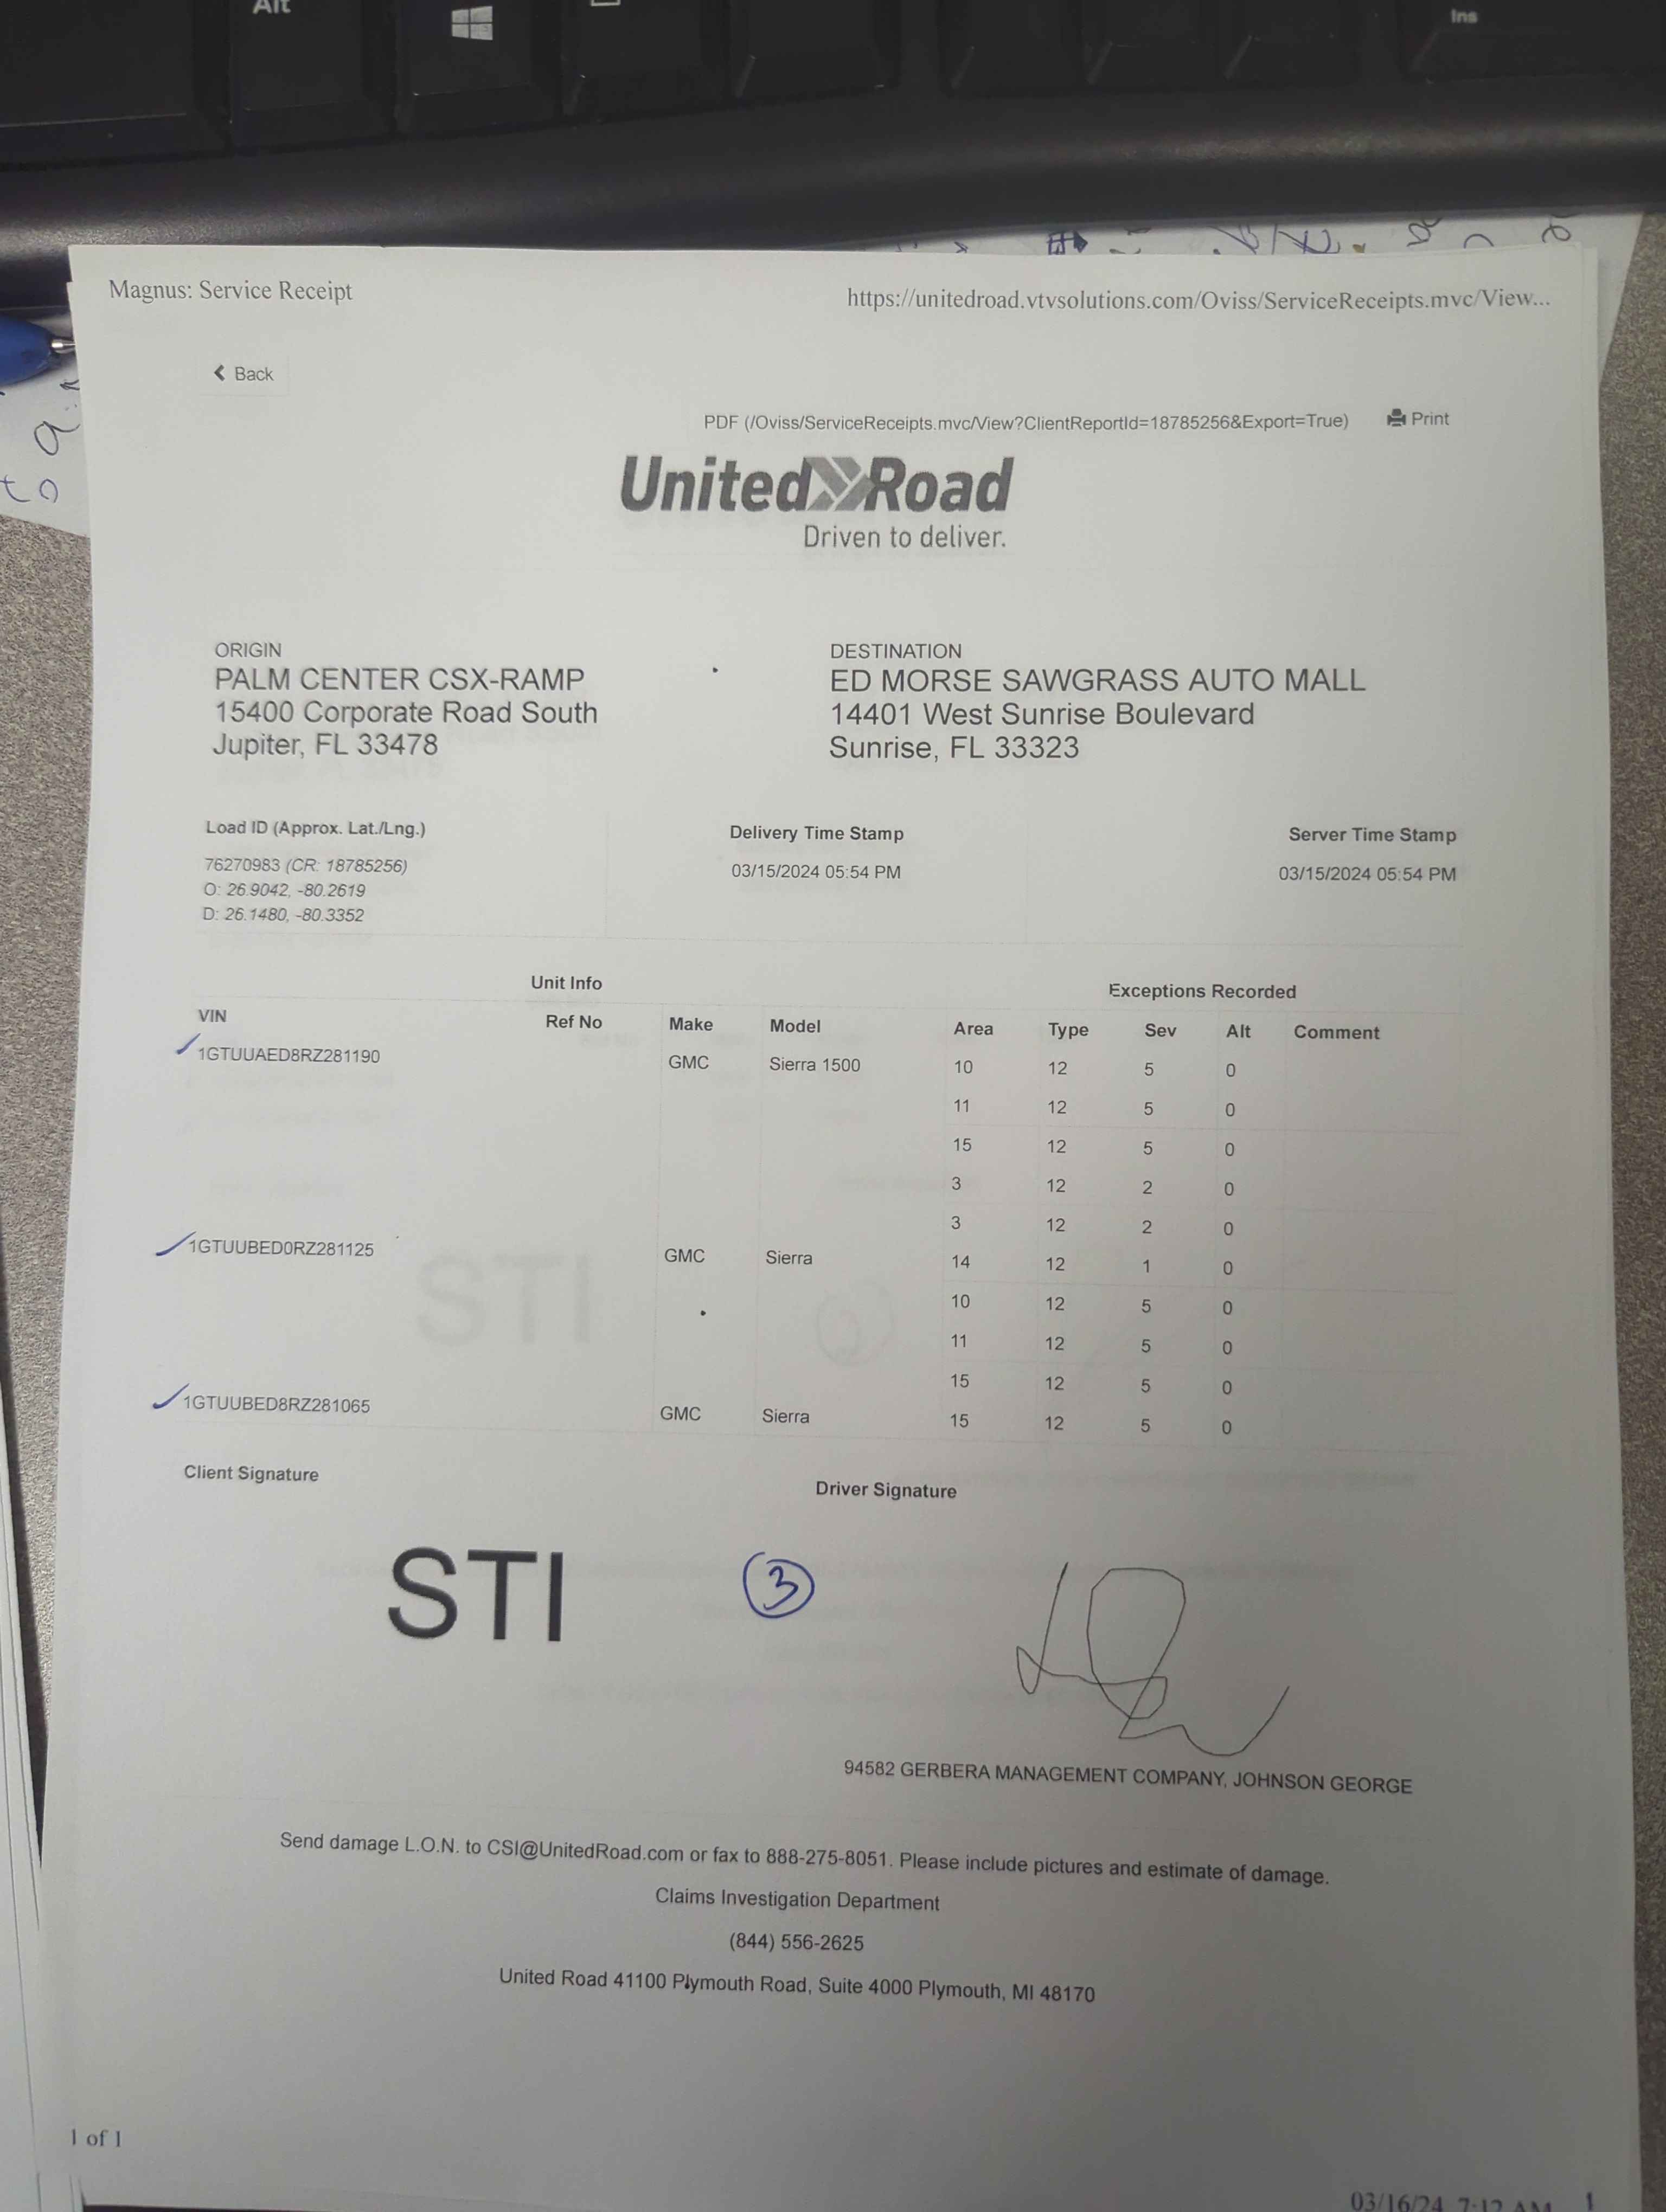 Alt
Ins
Magnus: Service Receipt
https://unitedroad.vtvsolutions.com/Oviss/ServiceReceipts.mvc/View...
Back
PDF (/Oviss/ServiceReceipts.mvc/View?ClientReportId=18785256&Export=True) Print
United Road
Driven to deliver.
ORIGIN
PALM CENTER CSX-RAMP
15400 Corporate Road South
Jupiter, FL 33478
DESTINATION
ED MORSE SAWGRASS AUTO MALL
14401 West Sunrise Boulevard
Sunrise, FL 33323
Load ID (Approx. Lat./Lng.)
76270983 (CR: 18785256)
O: 26.9042, -80.2619
D: 26.1480, -80.3352
Delivery Time Stamp
03/15/2024 05:54 PM
Server Time Stamp
03/15/2024 05:54 PM
Unit Info Exceptions Recorded
VIN Ref No Make Model Area Type Sev Alt Comment
1GTUUAED8RZ281190 GMC Sierra 1500 10 12 5 0
11 12 5 0
15 12 5 0
3 12 2 0
3 12 2 0
1GTUUBED0RZ281125 GMC Sierra 14 12 1 0
10 12 5 0
11 12 5 0
15 12 5 0
1GTUUBED8RZ281065 GMC Sierra 15 12 5 0
Client Signature
Driver Signature
STI
3
94582 GERBERA MANAGEMENT COMPANY, JOHNSON GEORGE
Send damage L.O.N. to CSI@UnitedRoad.com or fax to 888-275-8051. Please include pictures and estimate of damage.
Claims Investigation Department
(844) 556-2625
United Road 41100 Plymouth Road, Suite 4000 Plymouth, MI 48170
1 of 1
03/16/24, 7:12 AM